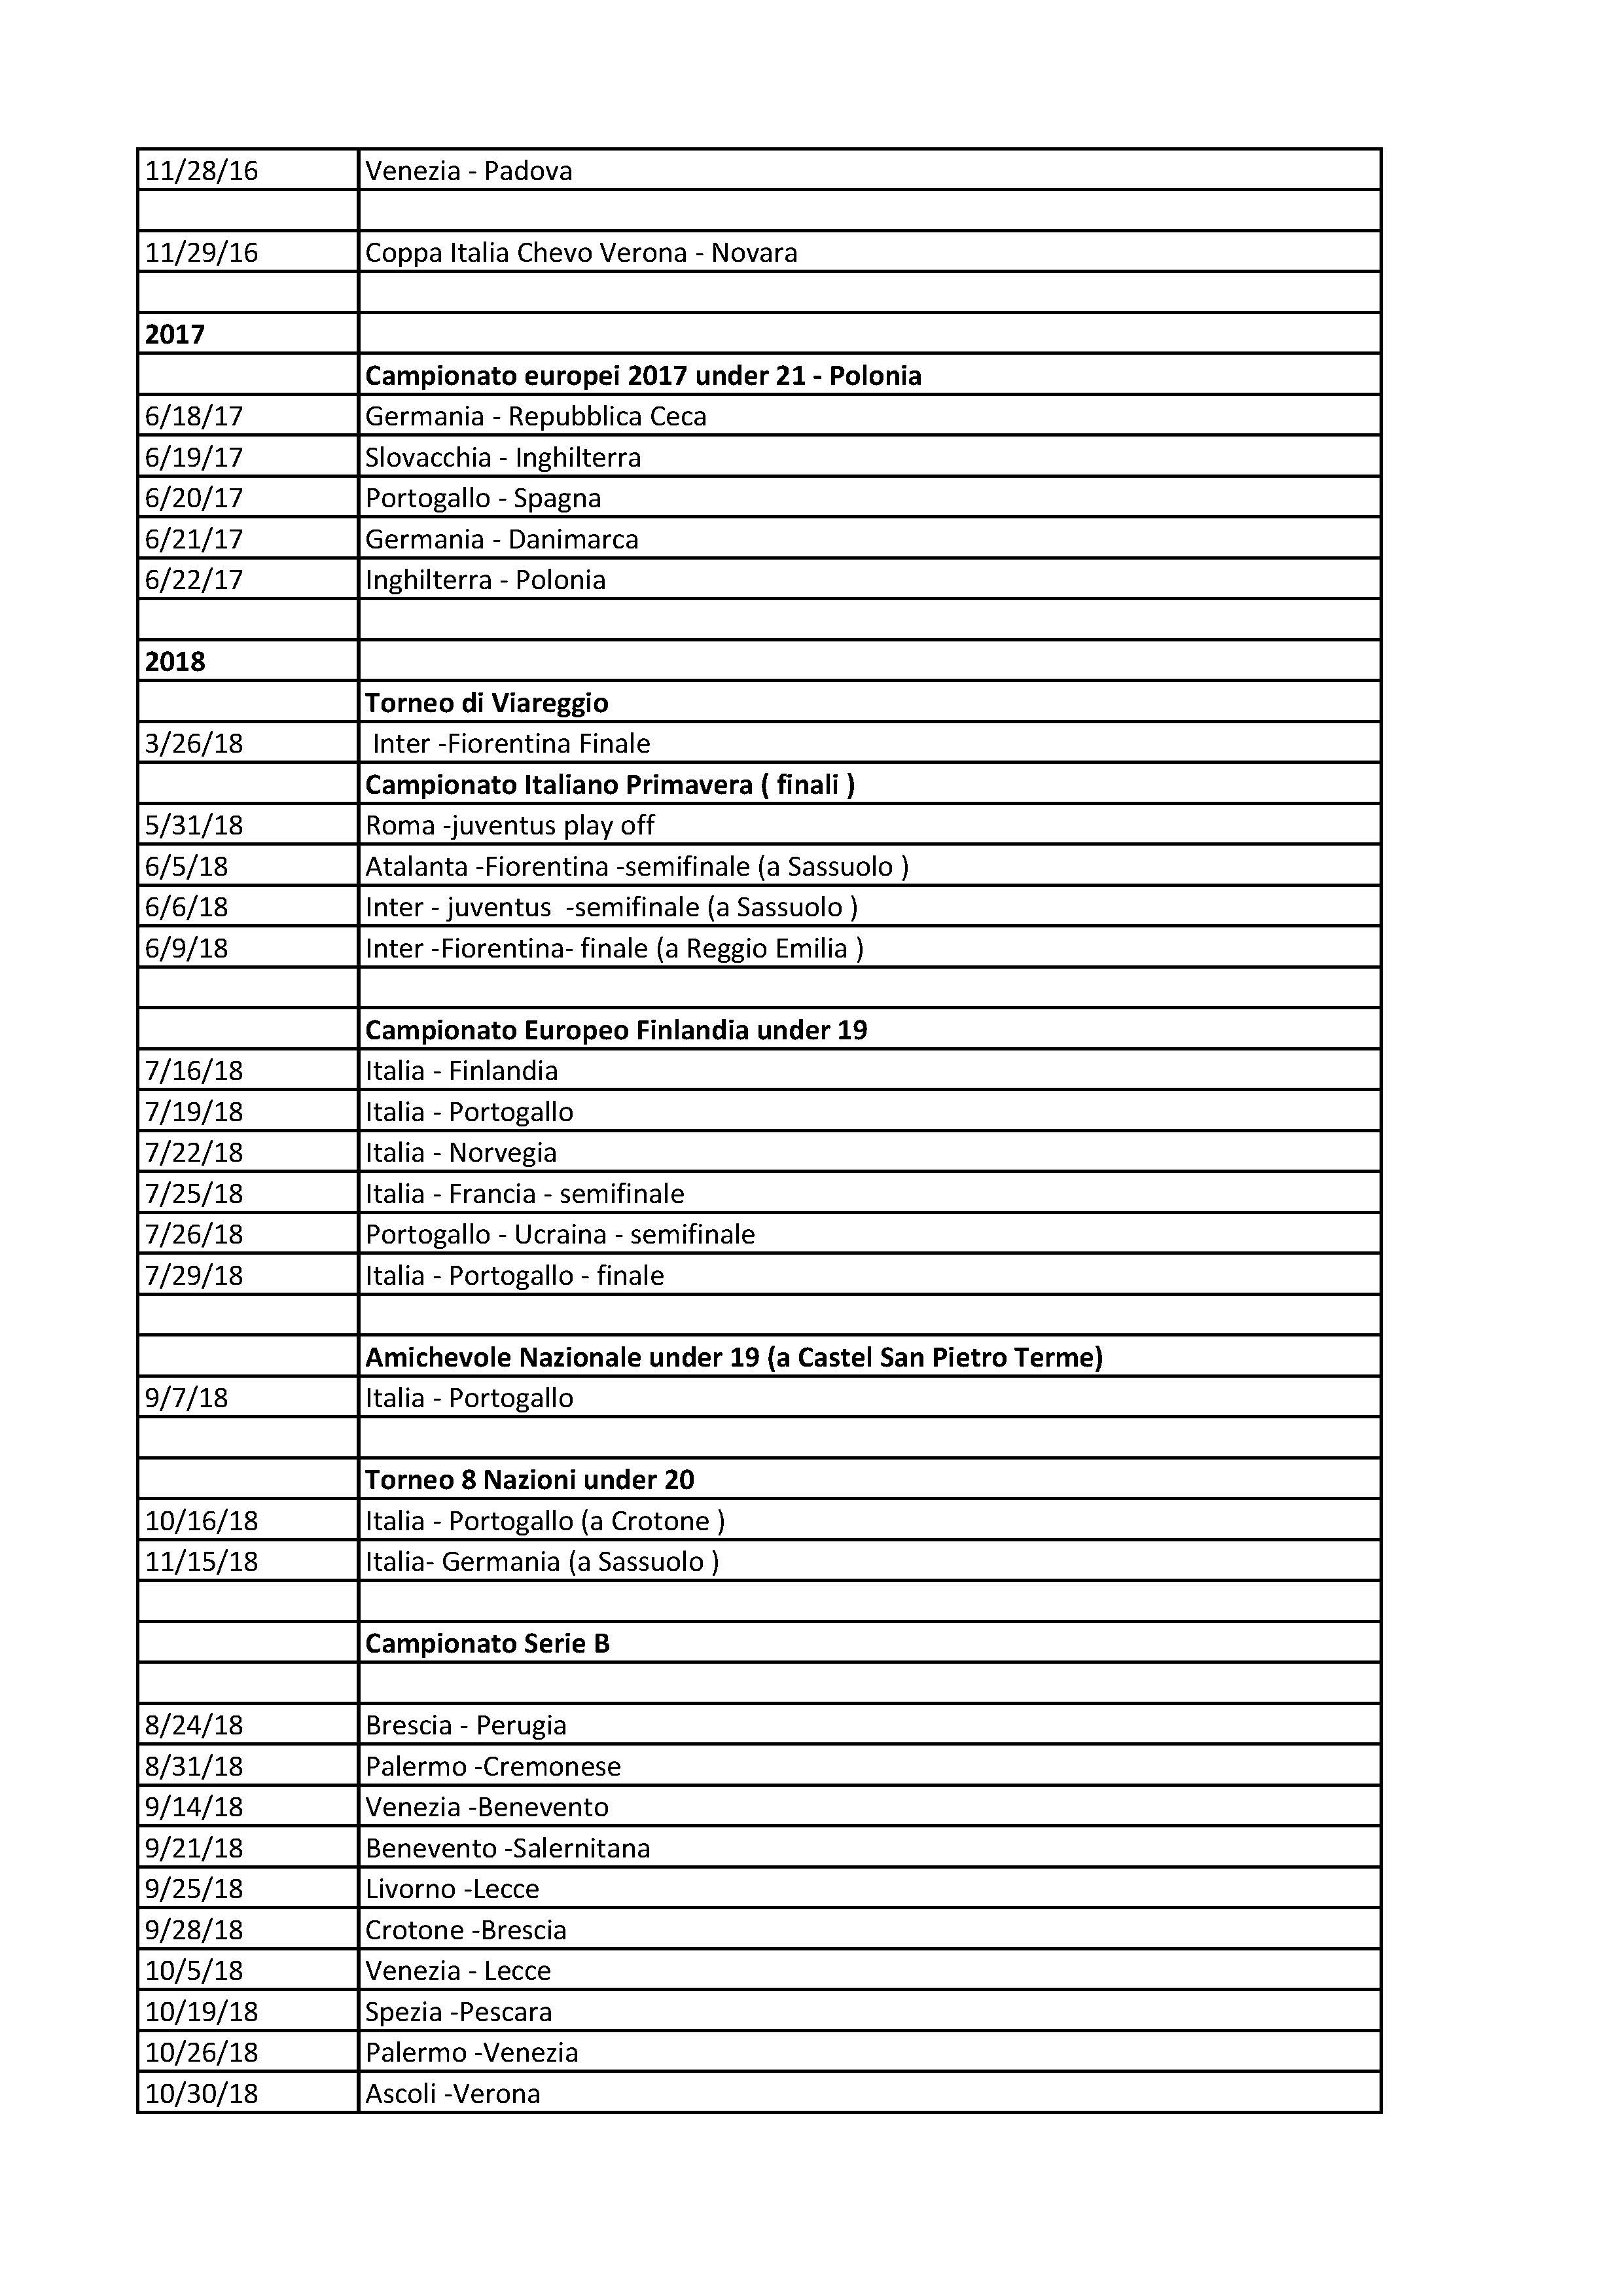 11/28/16 Venezia - Padova
11/29/16 Coppa Italia Chevo Verona - Novara
2017
Campionato europei 2017 under 21 - Polonia
6/18/17 Germania - Repubblica Ceca
6/19/17 Slovacchia - Inghilterra
6/20/17 Portogallo - Spagna
6/21/17 Germania - Danimarca
6/22/17 Inghilterra - Polonia
2018
Torneo di Viareggio
3/26/18 Inter -Fiorentina Finale
Campionato Italiano Primavera ( finali )
5/31/18 Roma -juventus play off
6/5/18 Atalanta -Fiorentina -semifinale (a Sassuolo )
6/6/18 Inter - juventus  -semifinale (a Sassuolo )
6/9/18 Inter -Fiorentina- finale (a Reggio Emilia )
Campionato Europeo Finlandia under 19
7/16/18 Italia - Finlandia
7/19/18 Italia - Portogallo
7/22/18 Italia - Norvegia
7/25/18 Italia - Francia - semifinale
7/26/18 Portogallo - Ucraina - semifinale
7/29/18 Italia - Portogallo - finale
Amichevole Nazionale under 19 (a Castel San Pietro Terme)
9/7/18 Italia - Portogallo
Torneo 8 Nazioni under 20
10/16/18 Italia - Portogallo (a Crotone )
11/15/18 Italia- Germania (a Sassuolo )
Campionato Serie B
8/24/18 Brescia - Perugia
8/31/18 Palermo -Cremonese
9/14/18 Venezia -Benevento
9/21/18 Benevento -Salernitana
9/25/18 Livorno -Lecce
9/28/18 Crotone -Brescia
10/5/18 Venezia - Lecce
10/19/18 Spezia -Pescara
10/26/18 Palermo -Venezia
10/30/18 Ascoli -Verona